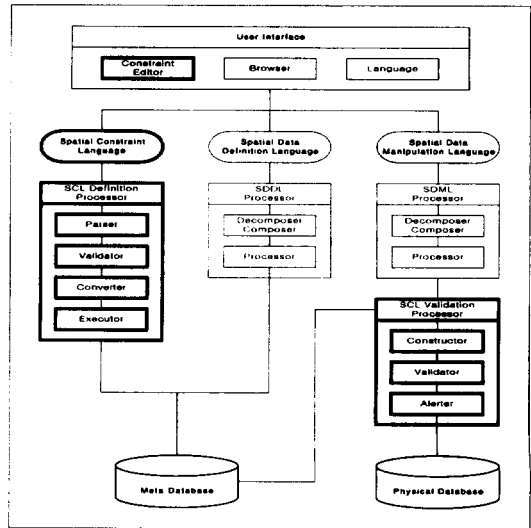 User Interface
Constraint
Editor
Browser
Language
Spatial Constraint
Language
Spatial Data
Definition Language
Spatial Data
Manipulation Language
SCL Definition
Processor
Parser
Validator
Converter
Executor
SDDL
Processor
Decomposer
Composer
Processor
SDML
Processor
Decomposer
Composer
Processor
SCL Validation
Processor
Constructor
Validator
Alerter
Meta Database
Physical Database